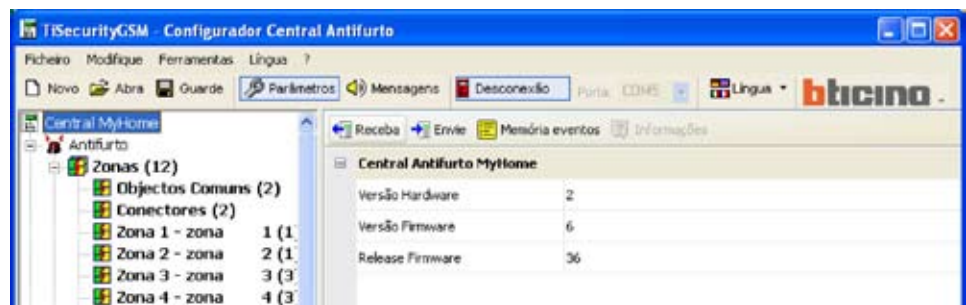 TiSecurityGSM - Configurador Central Antifurto
Ficheiro Modifique Ferramentas Língua ?
Novo Abra Guarde Parâmetros Mensagens Desconexão Porta: COM5 Língua bticino
Central MyHome
Receba Envie Memória eventos Informações
Antifurto
Central Antifurto MyHome
Zonas (12)
Objectos Comuns (2)
Versão Hardware 2
Conectores (2)
Versão Firmware 6
Zona 1 - zona 1 (1
Zona 2 - zona 2 (1
Release Firmware 36
Zona 3 - zona 3 (3
Zona 4 - zona 4 (3